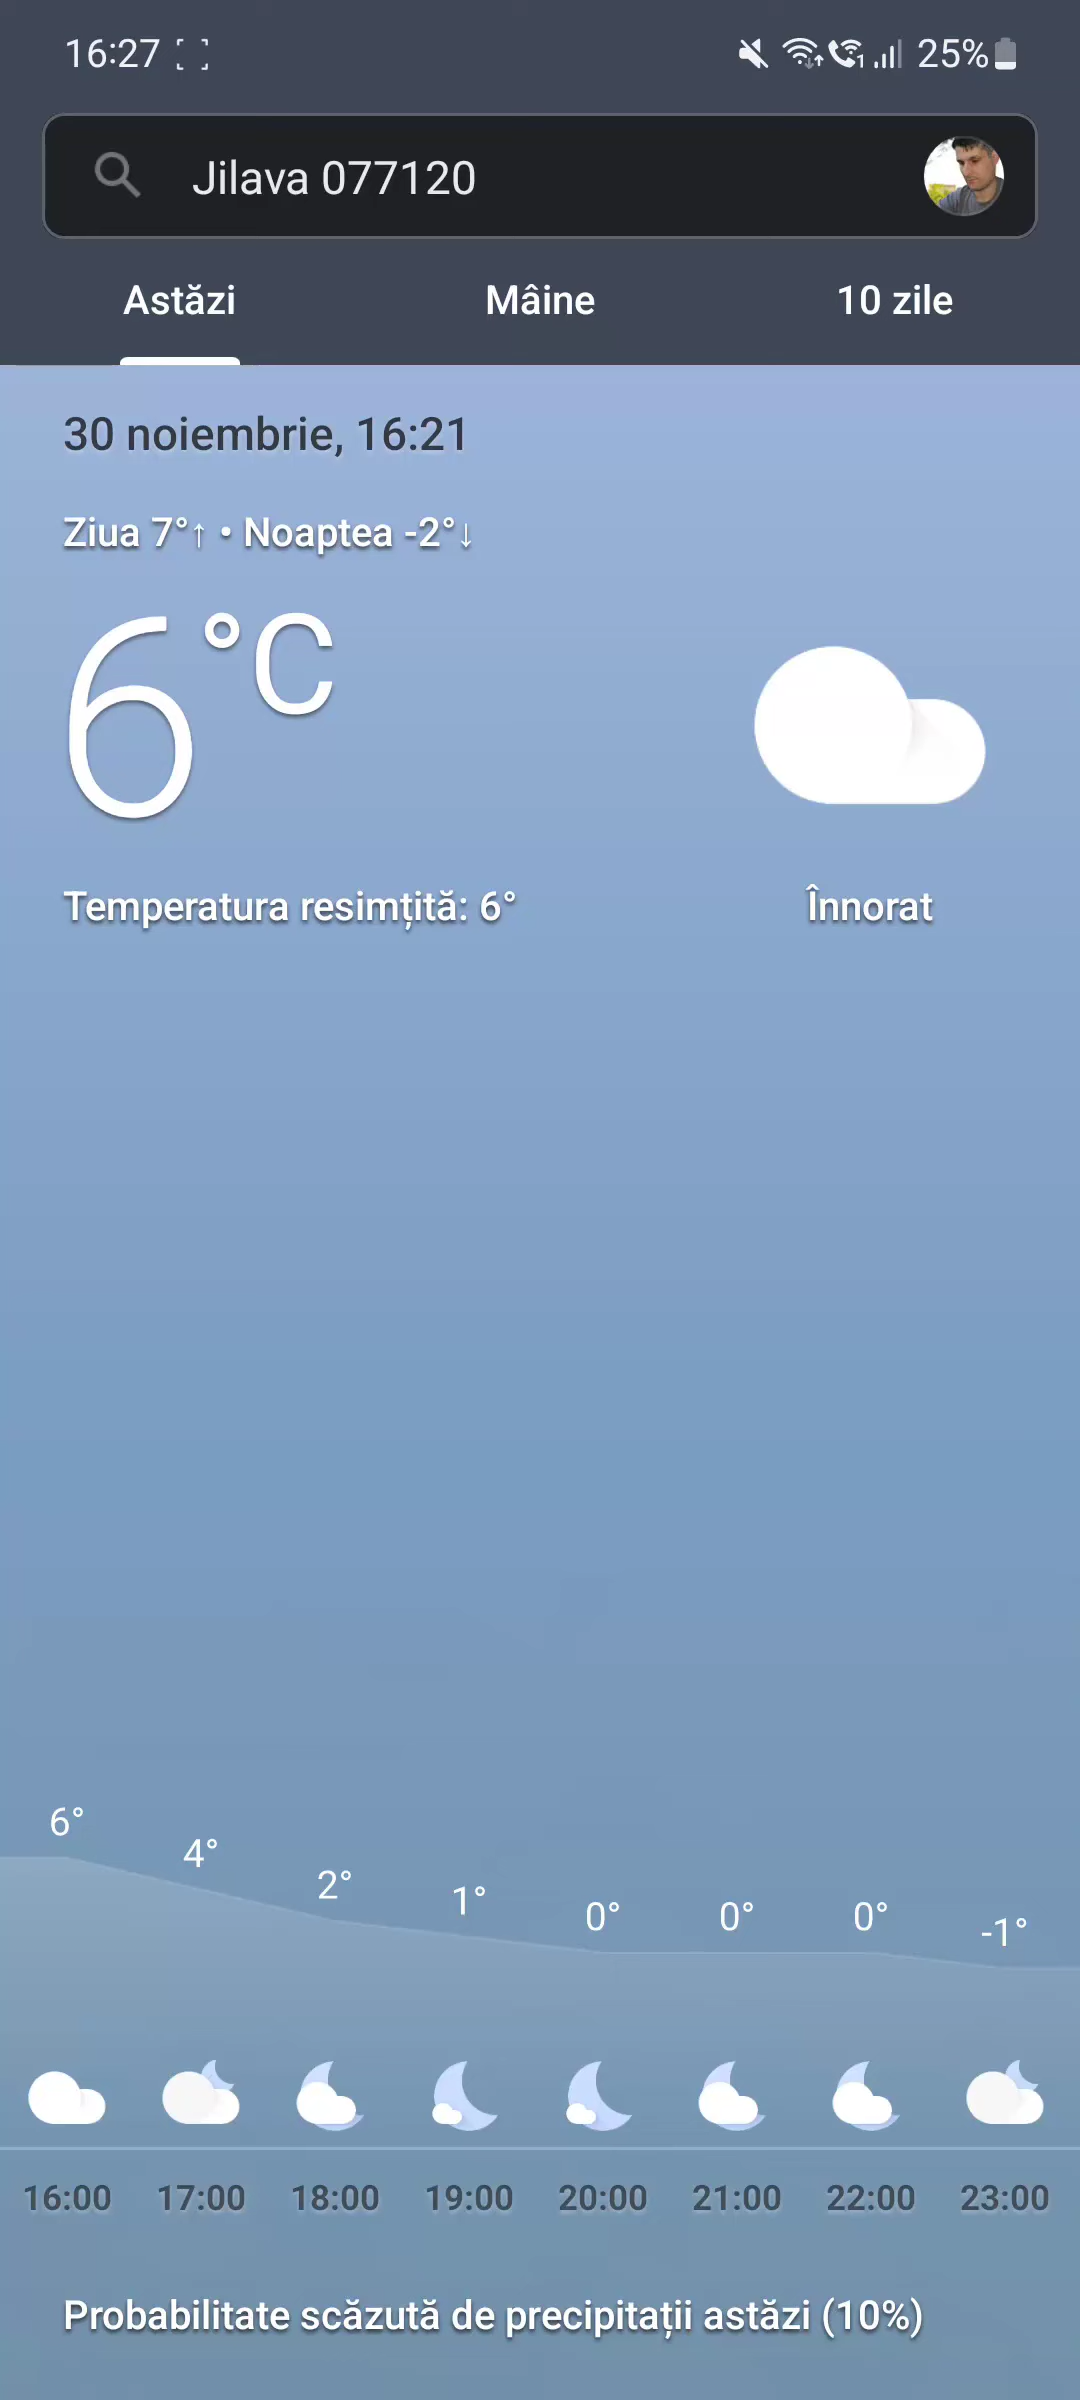 16:27 25%
Jilava 077120
Astăzi Mâine 10 zile
30 noiembrie, 16:21
Ziua 7°↑ • Noaptea -2°↓
6°C
Temperatura resimțită: 6° Înnorat
6° 4° 2° 1° 0° 0° 0° -1°
16:00 17:00 18:00 19:00 20:00 21:00 22:00 23:00
Probabilitate scăzută de precipitații astăzi (10%)